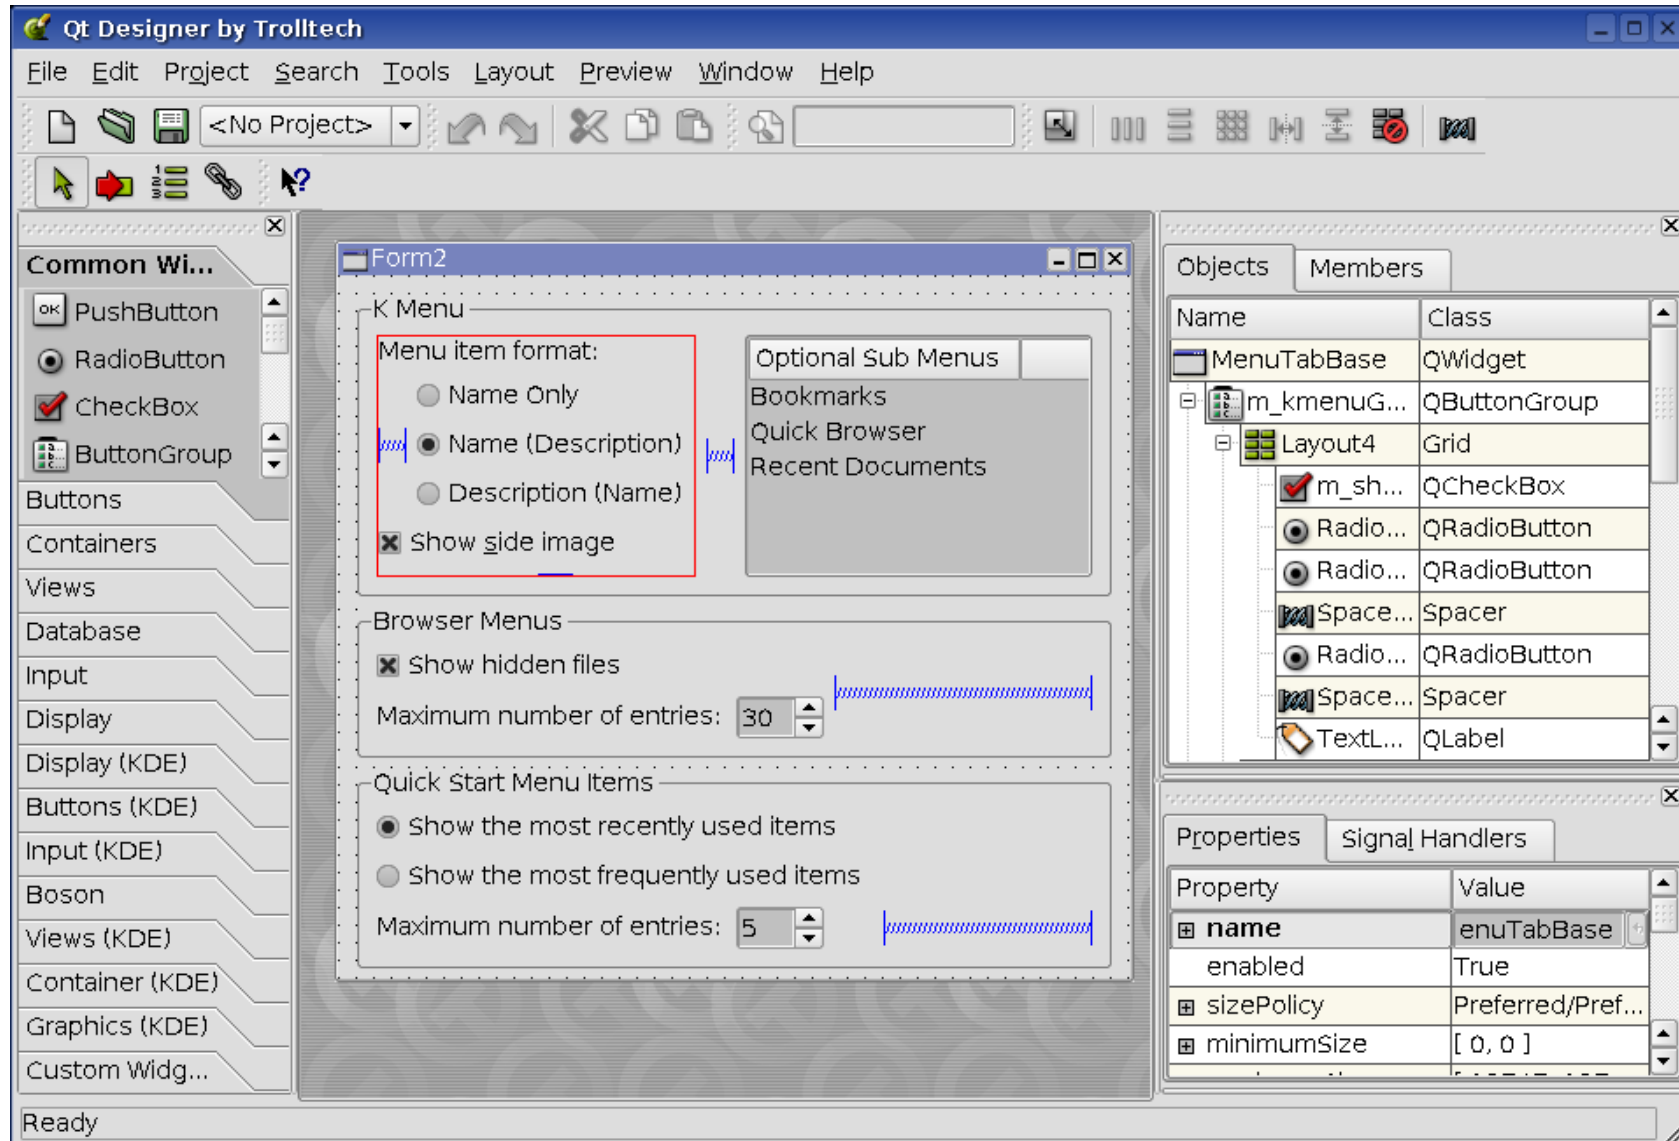 Qt Designer by Trolltech
File Edit Project Search Tools Layout Preview Window Help
<No Project>
Common Wi...
OK PushButton
RadioButton
CheckBox
ButtonGroup
Buttons
Containers
Views
Database
Input
Display
Display (KDE)
Buttons (KDE)
Input (KDE)
Boson
Views (KDE)
Container (KDE)
Graphics (KDE)
Custom Widg...
Form2
K Menu
Menu item format:
Name Only
Name (Description)
Description (Name)
Show side image
Optional Sub Menus
Bookmarks
Quick Browser
Recent Documents
Browser Menus
Show hidden files
Maximum number of entries: 30
Quick Start Menu Items
Show the most recently used items
Show the most frequently used items
Maximum number of entries: 5
Objects Members
Name Class
MenuTabBase QWidget
m_kmenuG... QButtonGroup
Layout4 Grid
m_sh... QCheckBox
Radio... QRadioButton
Radio... QRadioButton
Space... Spacer
Radio... QRadioButton
Space... Spacer
TextL... QLabel
Properties Signal Handlers
Property Value
name enuTabBase
enabled True
sizePolicy Preferred/Pref...
minimumSize [ 0, 0 ]
Ready